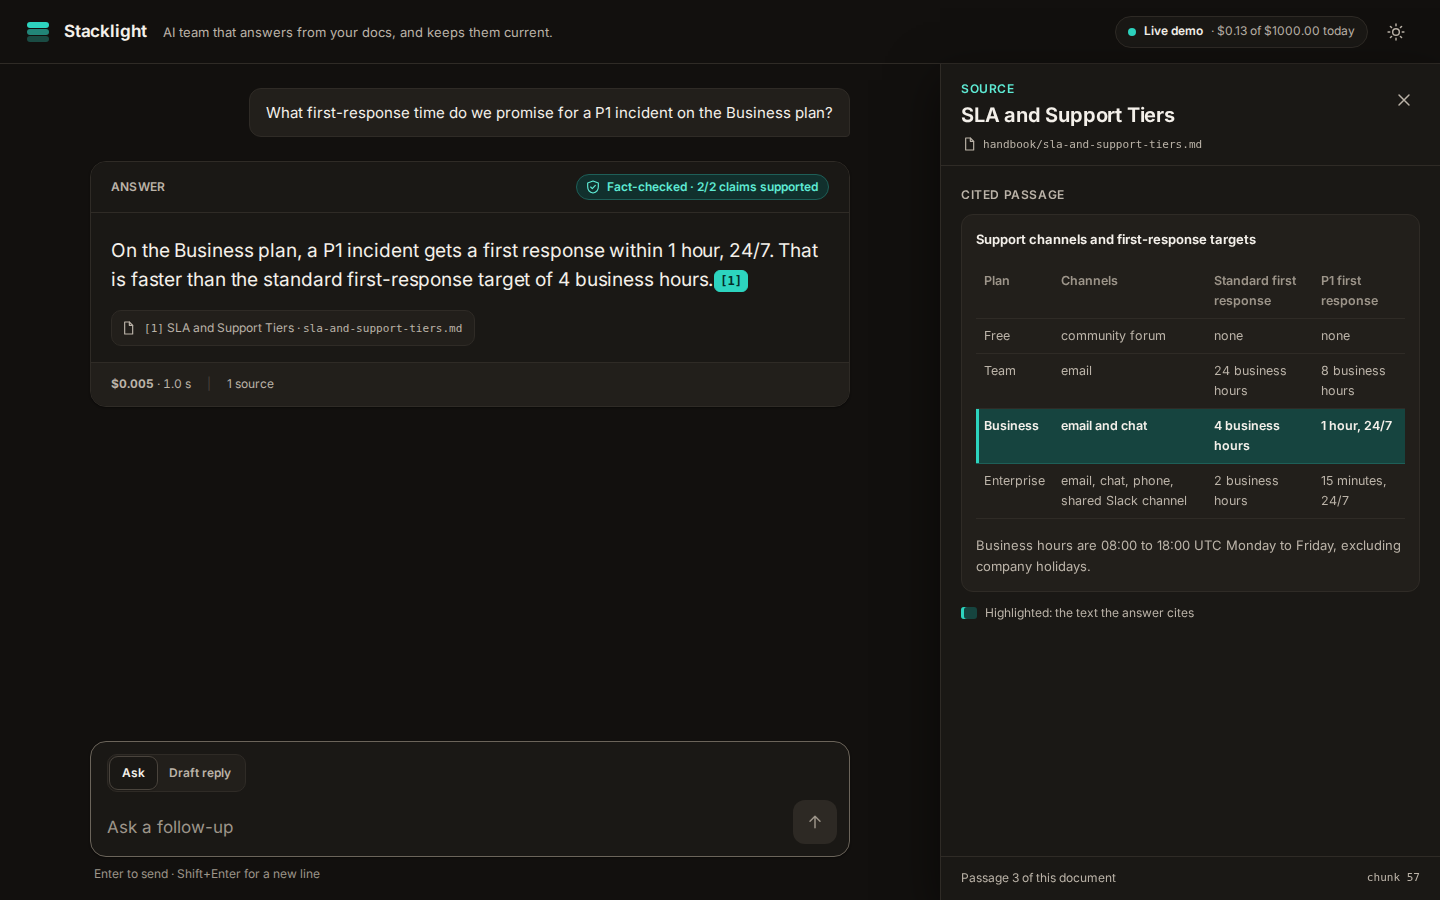 Stacklight AI team that answers from your docs, and keeps them current.
Live demo · $0.13 of $1000.00 today
What first-response time do we promise for a P1 incident on the Business plan?
ANSWER
Fact-checked · 2/2 claims supported
On the Business plan, a P1 incident gets a first response within 1 hour, 24/7. That
is faster than the standard first-response target of 4 business hours. [1]
[1] SLA and Support Tiers · sla-and-support-tiers.md
$0.005 · 1.0 s | 1 source
Ask Draft reply
Ask a follow-up
Enter to send · Shift+Enter for a new line
SOURCE
SLA and Support Tiers
handbook/sla-and-support-tiers.md
CITED PASSAGE
Support channels and first-response targets
Plan Channels Standard first response P1 first response
Free community forum none none
Team email 24 business hours 8 business hours
Business email and chat 4 business hours 1 hour, 24/7
Enterprise email, chat, phone, shared Slack channel 2 business hours 15 minutes, 24/7
Business hours are 08:00 to 18:00 UTC Monday to Friday, excluding
company holidays.
Highlighted: the text the answer cites
Passage 3 of this document
chunk 57